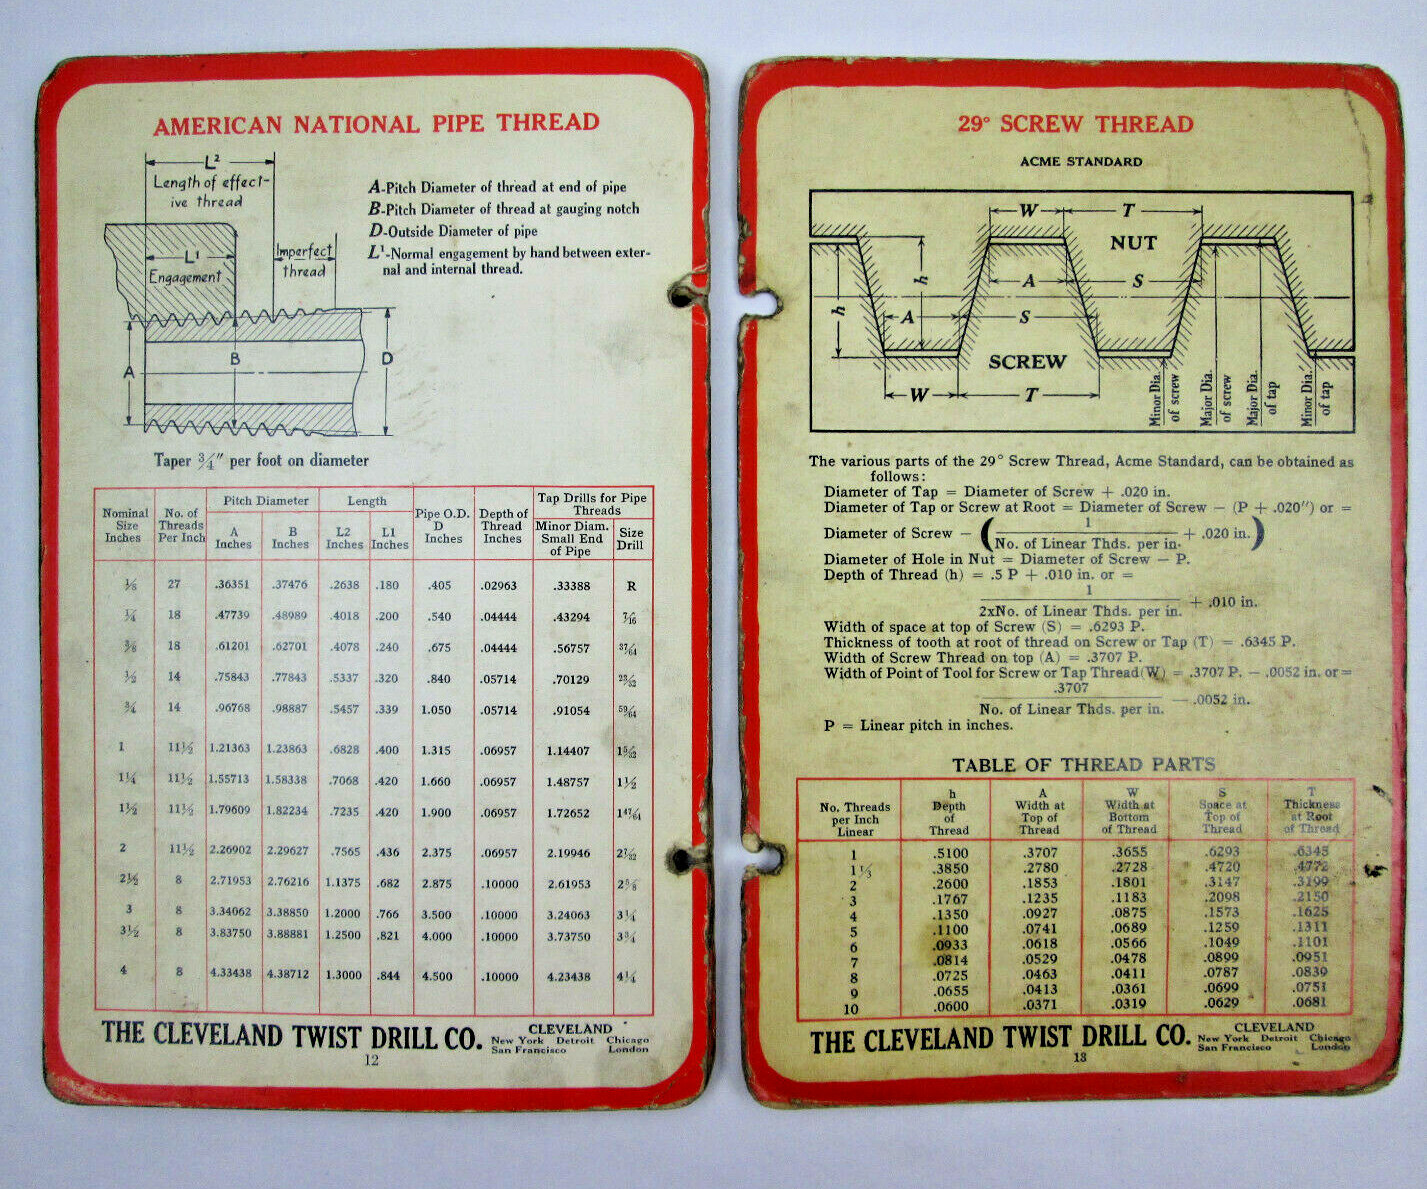 AMERICAN NATIONAL PIPE THREAD
L²
Length of effect-
ive thread
L¹
Engagement
Imperfect
thread
A
B
D
A-Pitch Diameter of thread at end of pipe
B-Pitch Diameter of thread at gauging notch
D-Outside Diameter of pipe
L¹-Normal engagement by hand between exter-
nal and internal thread.
Taper ¾" per foot on diameter
Nominal Size Inches | No. of Threads Per Inch | Pitch Diameter | Length | Pipe O.D. D Inches | Depth of Thread Inches | Tap Drills for Pipe Threads
A Inches | B Inches | L2 Inches | L1 Inches | Minor Diam. Small End of Pipe | Size Drill
⅛ 27 .36351 .37476 .2638 .180 .405 .02963 .33388 R
¼ 18 .47739 .48989 .4018 .200 .540 .04444 .43294 7/16
⅜ 18 .61201 .62701 .4078 .240 .675 .04444 .56757 37/64
½ 14 .75843 .77843 .5337 .320 .840 .05714 .70129 23/32
¾ 14 .96768 .98887 .5457 .339 1.050 .05714 .91054 59/64
1 11½ 1.21363 1.23863 .6828 .400 1.315 .06957 1.14407 1 5/32
1¼ 11½ 1.55713 1.58338 .7068 .420 1.660 .06957 1.48757 1½
1½ 11½ 1.79609 1.82234 .7235 .420 1.900 .06957 1.72652 1 47/64
2 11½ 2.26902 2.29627 .7565 .436 2.375 .06957 2.19946 2 7/32
2½ 8 2.71953 2.76216 1.1375 .682 2.875 .10000 2.61953 2⅝
3 8 3.34062 3.38850 1.2000 .766 3.500 .10000 3.24063 3¼
3½ 8 3.83750 3.88881 1.2500 .821 4.000 .10000 3.73750 3¾
4 8 4.33438 4.38712 1.3000 .844 4.500 .10000 4.23438 4¼
THE CLEVELAND TWIST DRILL CO.
CLEVELAND
New York Detroit Chicago
San Francisco London
12
29° SCREW THREAD
ACME STANDARD
W T
NUT
h h A S
A S
SCREW
W T
Minor Dia. of screw
Major Dia. of screw
Major Dia. of tap
Minor Dia. of tap
The various parts of the 29° Screw Thread, Acme Standard, can be obtained as
follows:
Diameter of Tap = Diameter of Screw + .020 in.
Diameter of Tap or Screw at Root = Diameter of Screw − (P + .020") or =
Diameter of Screw − (1 / No. of Linear Thds. per in. + .020 in.)
Diameter of Hole in Nut = Diameter of Screw − P.
Depth of Thread (h) = .5 P + .010 in. or =
1 / 2xNo. of Linear Thds. per in. + .010 in.
Width of space at top of Screw (S) = .6293 P.
Thickness of tooth at root of thread on Screw or Tap (T) = .6345 P.
Width of Screw Thread on top (A) = .3707 P.
Width of Point of Tool for Screw or Tap Thread(W) = .3707 P. − .0052 in. or =
.3707 / No. of Linear Thds. per in. − .0052 in.
P = Linear pitch in inches.
TABLE OF THREAD PARTS
No. Threads per Inch Linear | h Depth of Thread | A Width at Top of Thread | W Width at Bottom of Thread | S Space at Top of Thread | T Thickness at Root of Thread
1 .5100 .3707 .3655 .6293 .6345
1⅓ .3850 .2780 .2728 .4720 .4772
2 .2600 .1853 .1801 .3147 .3199
3 .1767 .1235 .1183 .2098 .2150
4 .1350 .0927 .0875 .1573 .1625
5 .1100 .0741 .0689 .1259 .1311
6 .0933 .0618 .0566 .1049 .1101
7 .0814 .0529 .0478 .0899 .0951
8 .0725 .0463 .0411 .0787 .0839
9 .0655 .0413 .0361 .0699 .0751
10 .0600 .0371 .0319 .0629 .0681
THE CLEVELAND TWIST DRILL CO.
CLEVELAND
New York Detroit Chicago
San Francisco London
13